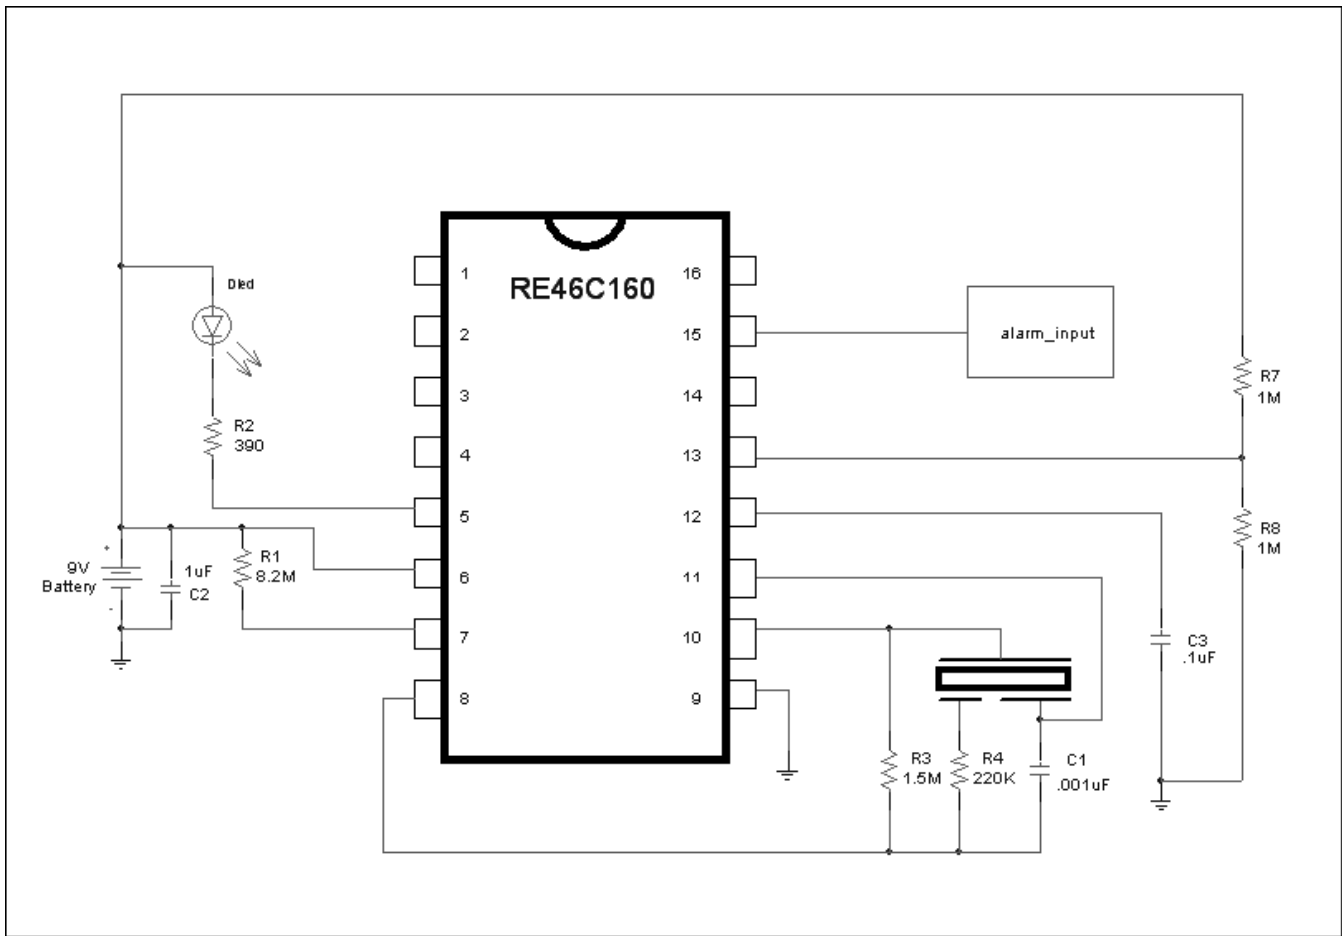 Dled
RE46C160
1
16
2
15
alarm_input
3
14
R7
1M
R2
390
4
13
5
12
R8
1M
+
9V
Battery
-
1uF
C2
R1
8.2M
6
11
7
10
C3
.1uF
8
9
R3
1.5M
R4
220K
C1
.001uF